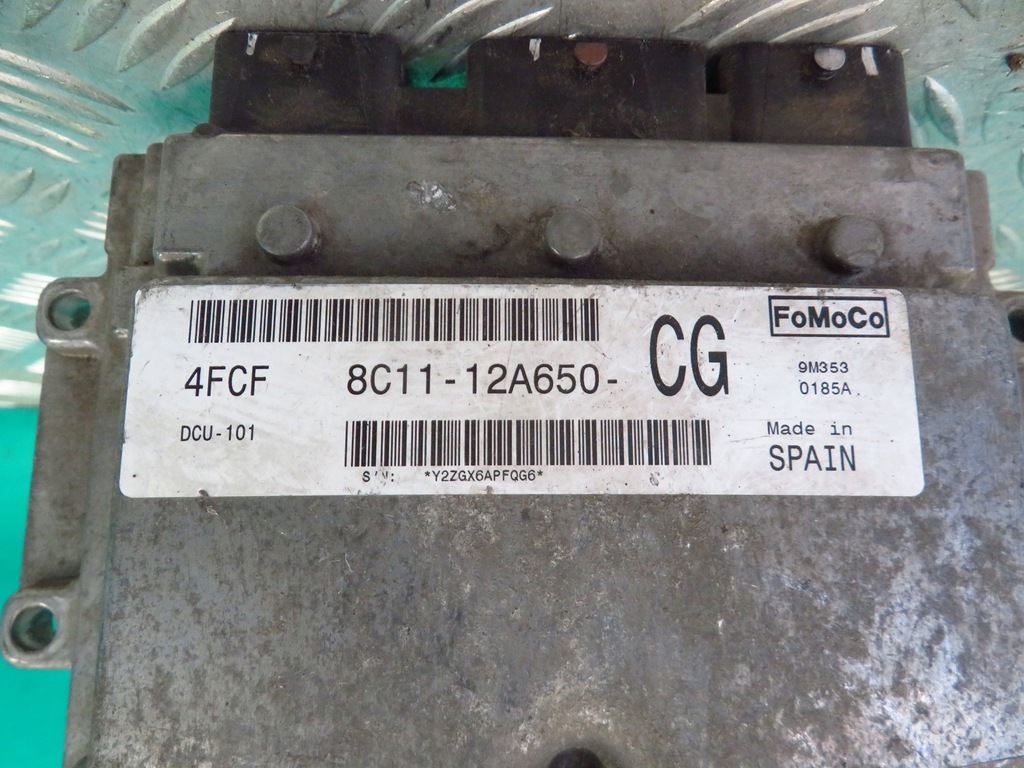 FoMoCo
4FCF 8C11-12A650- CG
9M353
0185A
DCU-101
Made in
SPAIN
S/N: *Y2ZGX6APFQG6*